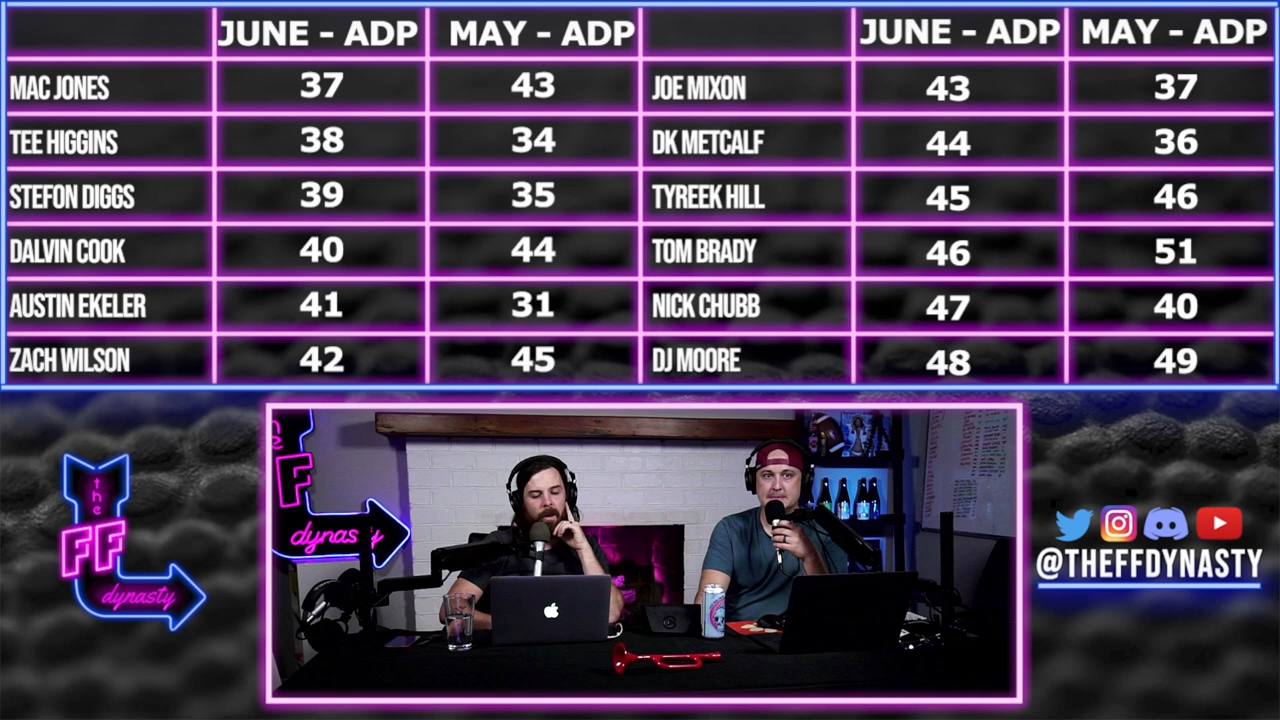 JUNE - ADP MAY - ADP JUNE - ADP MAY - ADP
MAC JONES 37 43 JOE MIXON 43 37
TEE HIGGINS 38 34 DK METCALF 44 36
STEFON DIGGS 39 35 TYREEK HILL 45 46
DALVIN COOK 40 44 TOM BRADY 46 51
AUSTIN EKELER 41 31 NICK CHUBB 47 40
ZACH WILSON 42 45 DJ MOORE 48 49
the
FF
dynasty
F
dynasty
@THEFFDYNASTY